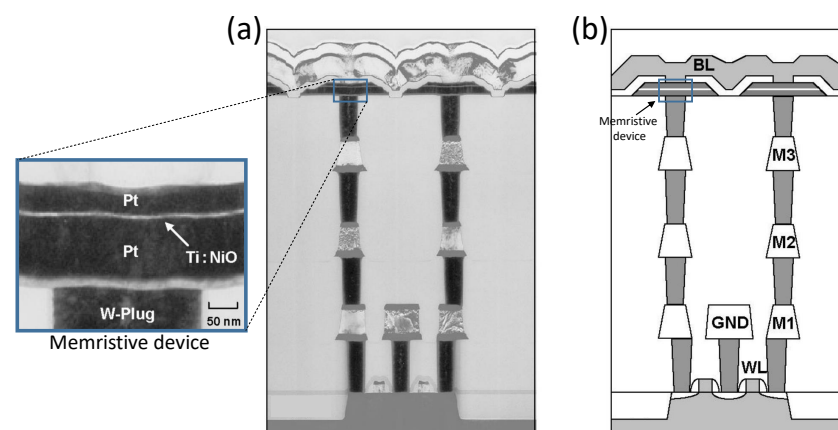 (a)
(b)
BL
Memristive
device
M3
Pt
Ti : NiO
Pt
M2
W-Plug
50 nm
GND
M1
Memristive device
WL